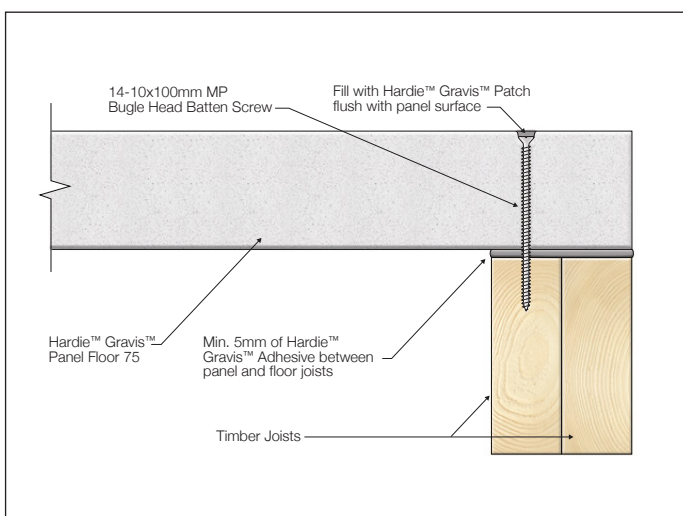 14-10x100mm MP
Bugle Head Batten Screw
Fill with Hardie™ Gravis™ Patch
flush with panel surface
Hardie™ Gravis™
Panel Floor 75
Min. 5mm of Hardie™
Gravis™ Adhesive between
panel and floor joists
Timber Joists